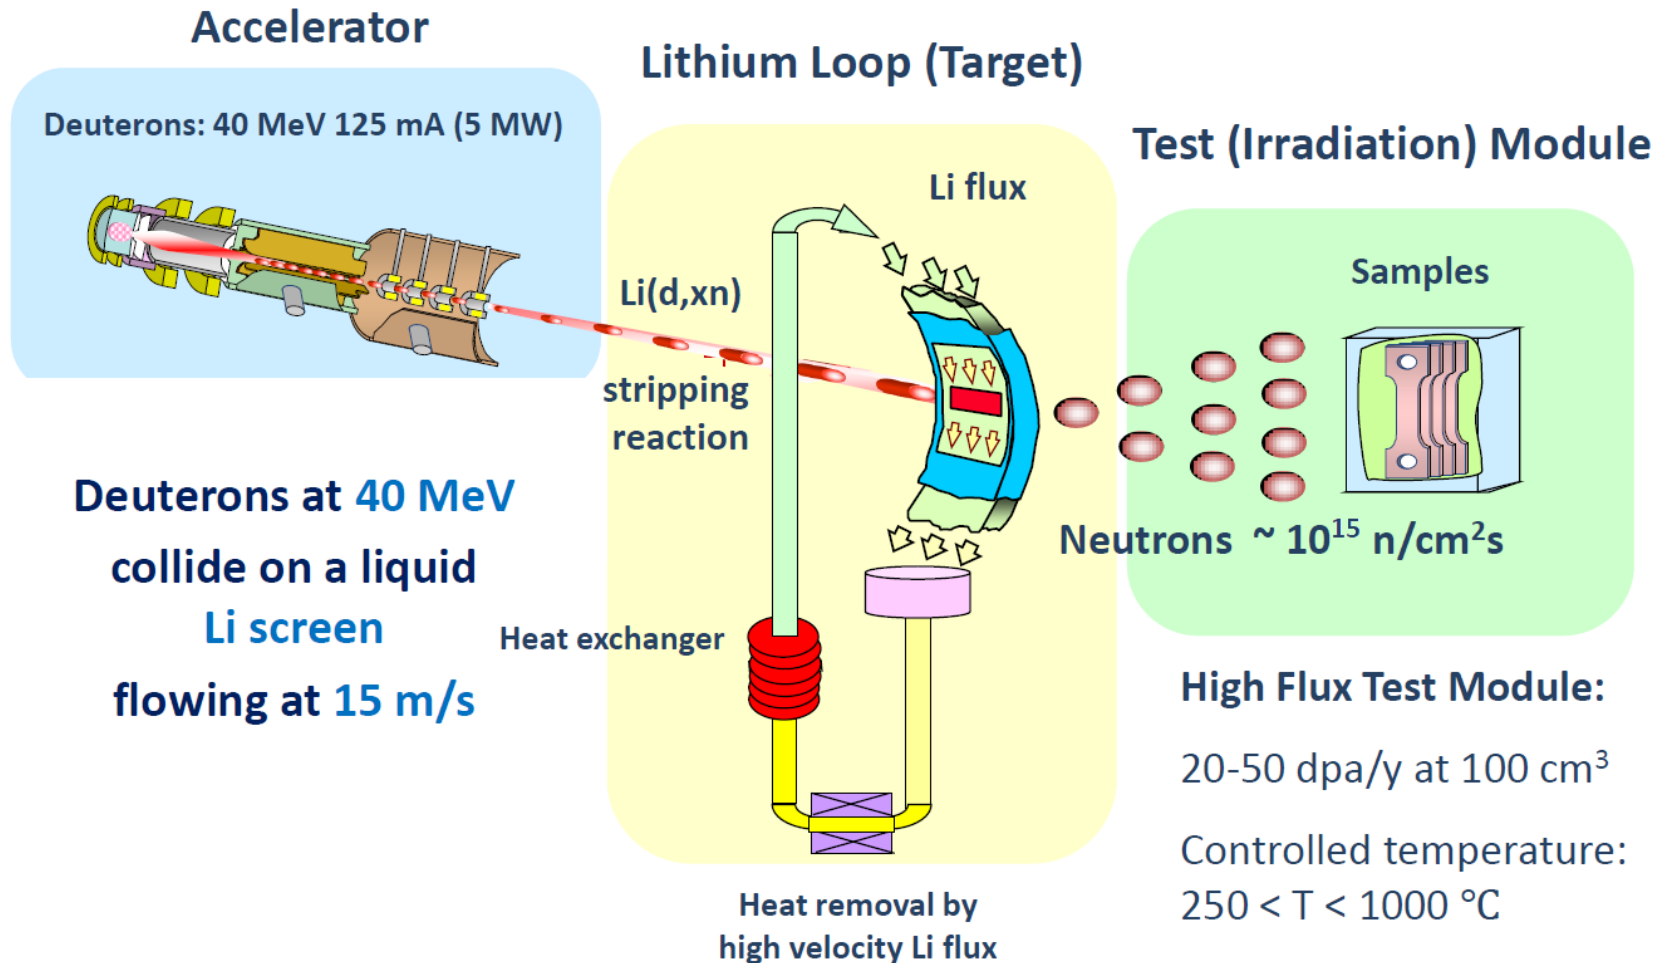 Accelerator
Deuterons: 40 MeV 125 mA (5 MW)
Deuterons at 40 MeV
collide on a liquid
Li screen
flowing at 15 m/s
Lithium Loop (Target)
Li flux
Li(d,xn)
stripping
reaction
Heat exchanger
Heat removal by
high velocity Li flux
Test (Irradiation) Module
Samples
Neutrons ~ 10¹⁵ n/cm²s
High Flux Test Module:
20-50 dpa/y at 100 cm³
Controlled temperature:
250 < T < 1000 °C